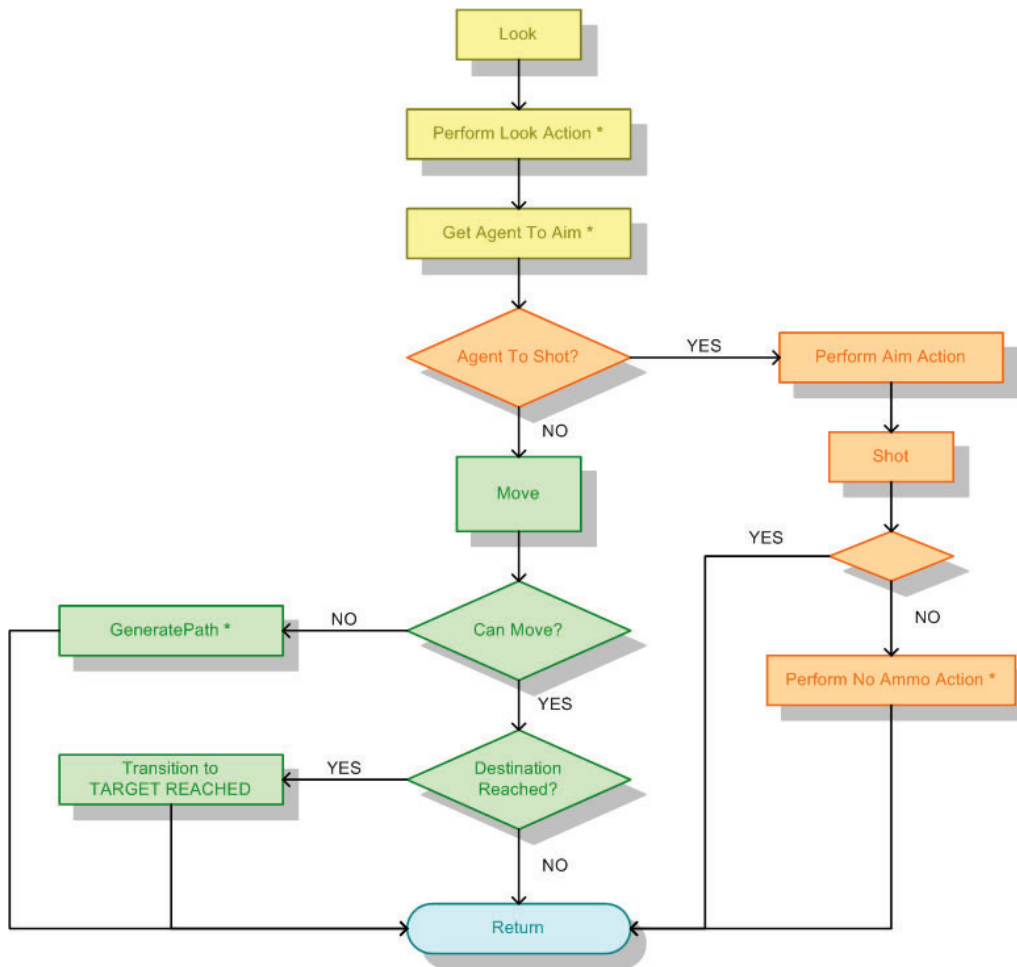 Look
Perform Look Action *
Get Agent To Aim *
Agent To Shot?
YES
Perform Aim Action
NO
Shot
Move
YES
NO
GeneratePath *
NO
Can Move?
Perform No Ammo Action *
YES
Transition to
TARGET REACHED
YES
Destination
Reached?
NO
Return